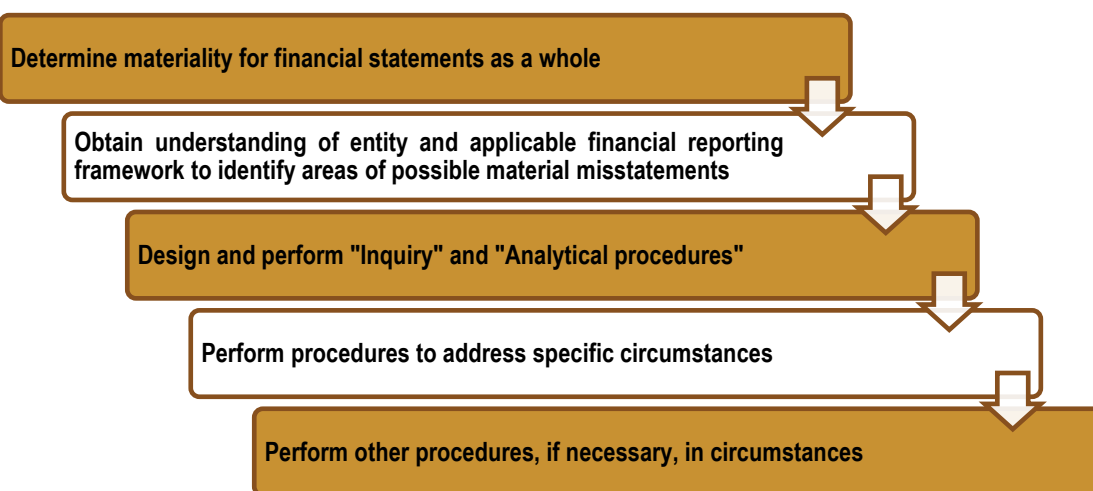 Determine materiality for financial statements as a whole
Obtain understanding of entity and applicable financial reporting
framework to identify areas of possible material misstatements
Design and perform "Inquiry" and "Analytical procedures"
Perform procedures to address specific circumstances
Perform other procedures, if necessary, in circumstances